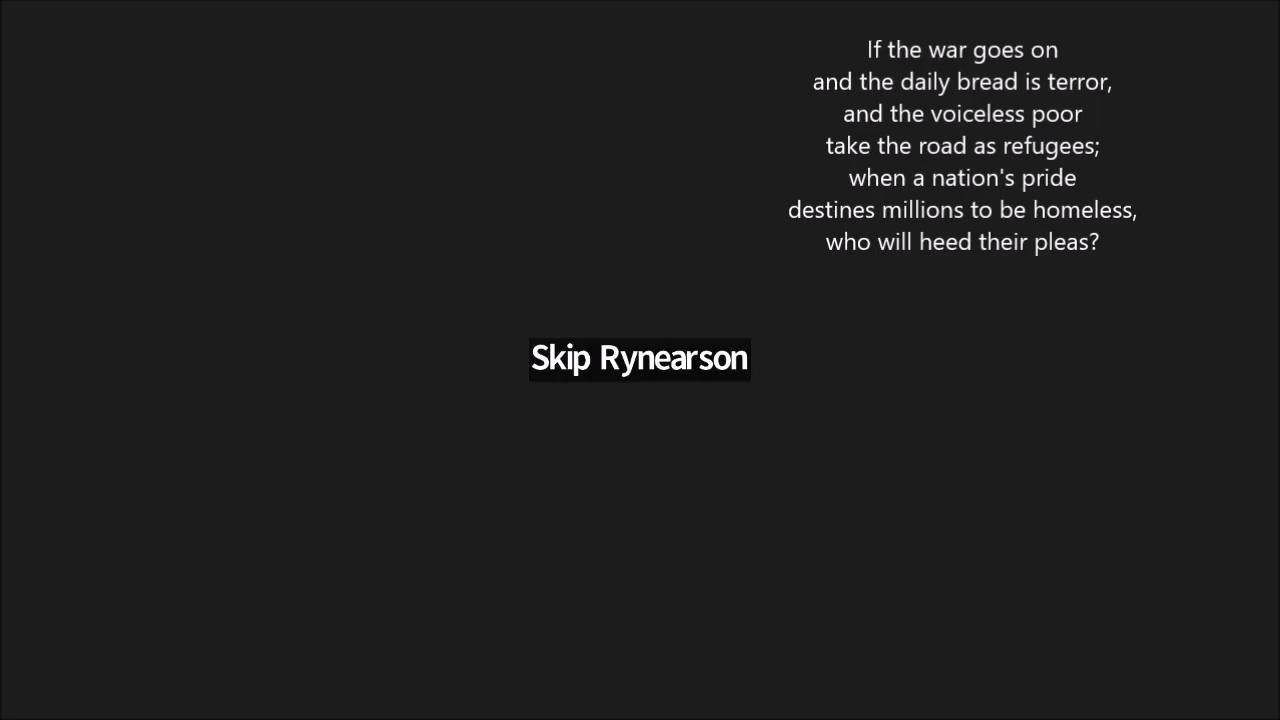 If the war goes on
and the daily bread is terror,
and the voiceless poor
take the road as refugees;
when a nation's pride
destines millions to be homeless,
who will heed their pleas?
Skip Rynearson